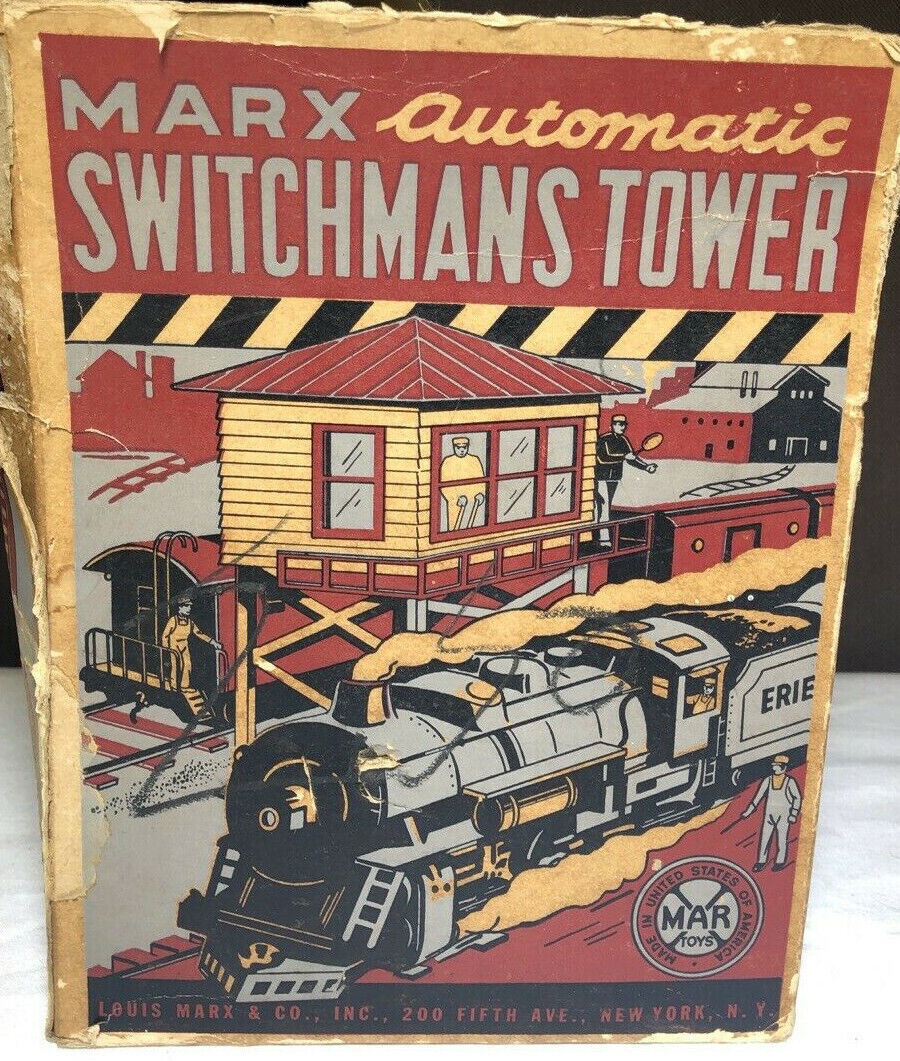 MARX automatic
SWITCHMANS TOWER
ERIE
MADE IN UNITED STATES OF AMERICA
MAR
TOYS
LOUIS MARX & CO., INC., 200 FIFTH AVE., NEW YORK, N. Y.